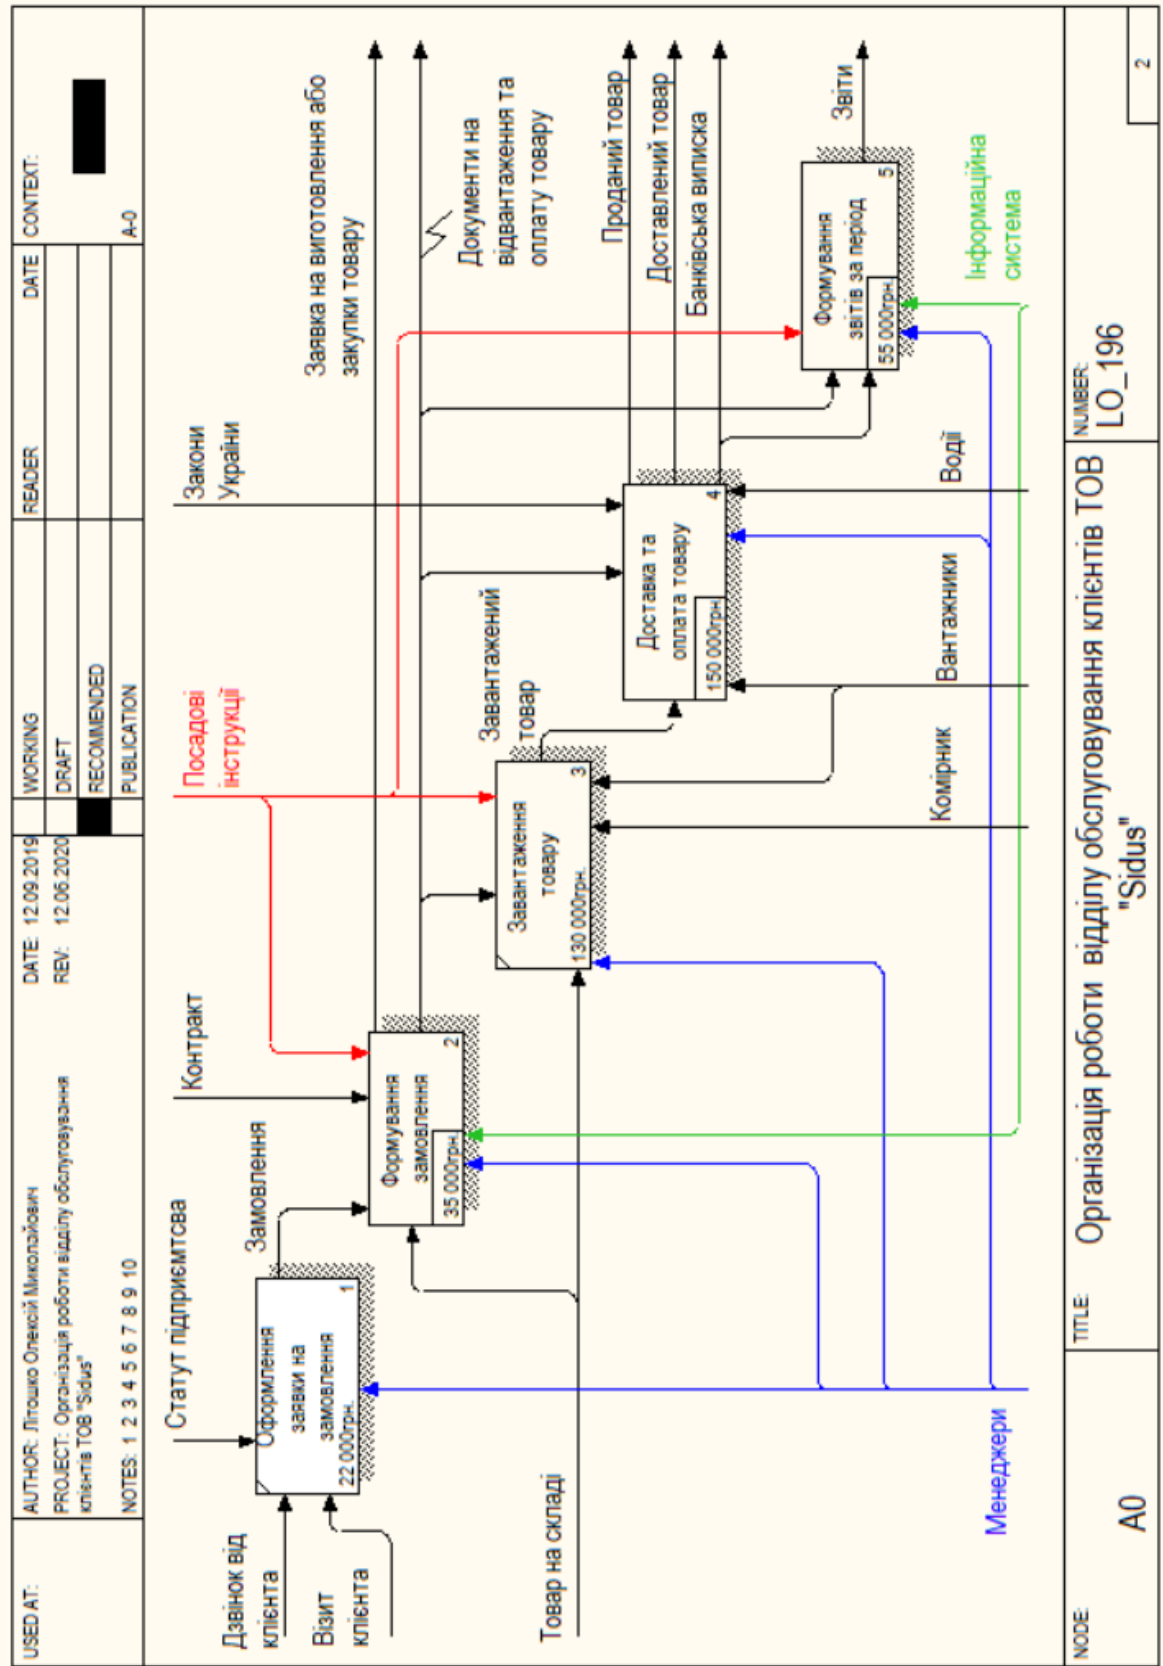 USED AT:
AUTHOR: Літошко Олексій Миколайович
DATE: 12.09.2019
WORKING
READER
DATE
CONTEXT:
PROJECT: Організація роботи відділу обслуговування
клієнтів ТОВ "Sidus"
REV: 12.06.2020
DRAFT
RECOMMENDED
NOTES: 1 2 3 4 5 6 7 8 9 10
PUBLICATION
A-0
Статут підприємтсва
Контракт
Посадові
інструкції
Закони
України
Дзвінок від
клієнта
Візит
клієнта
Оформлення
заявки на
замовлення
22 000грн.
1
Замовлення
Заявка на виготовлення або
закупки товару
Формування
замовлення
35 000грн.
2
Документи на
відвантаження та
оплату товару
Товар на складі
Завантаження
товару
130 000грн.
3
Завантажений
товар
Доставка та
оплата товару
150 000грн.
4
Проданий товар
Доставлений товар
Банківська виписка
Формування
звітів за період
55 000грн.
5
Звіти
Менеджери
Комірник
Вантажники
Водії
Інформаційна
система
NODE:
A0
TITLE:
Організація роботи відділу обслуговування клієнтів ТОВ
"Sidus"
NUMBER:
LO_196
2